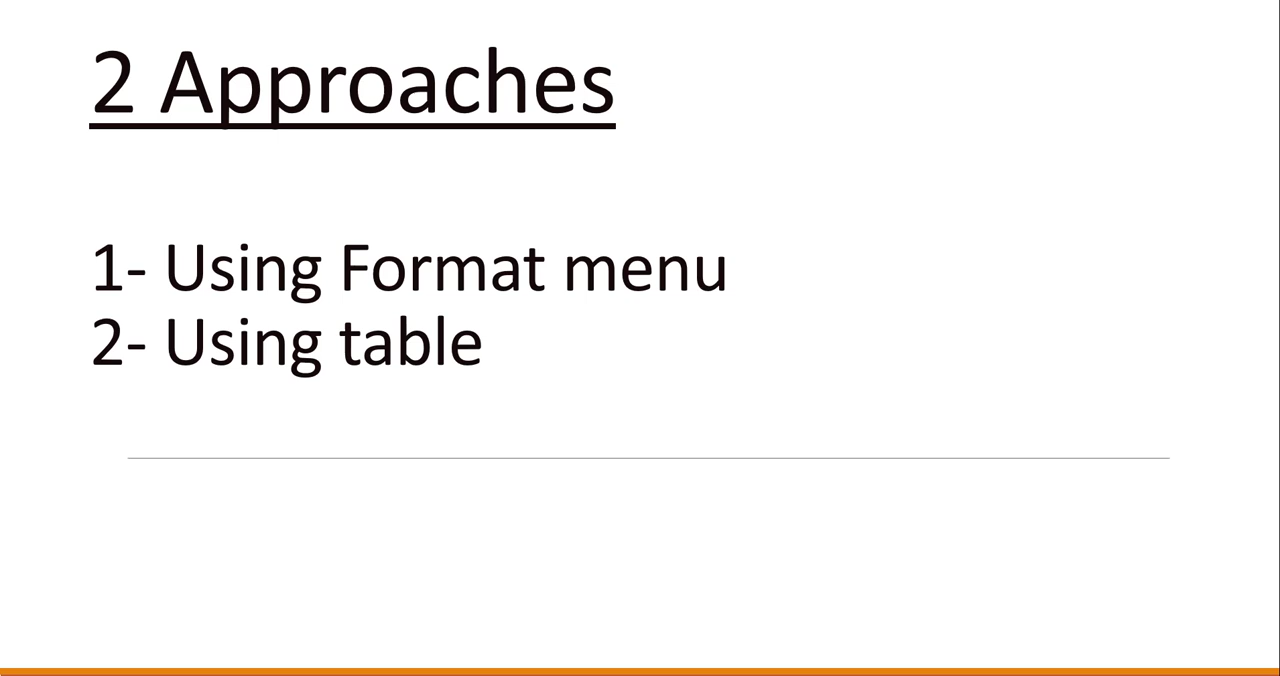 2 Approaches
1- Using Format menu
2- Using table